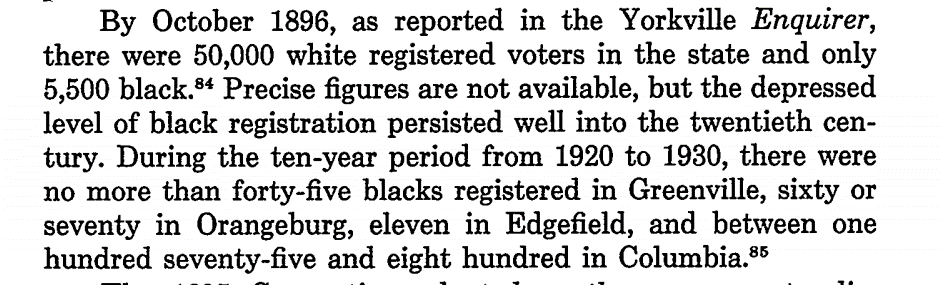 By October 1896, as reported in the Yorkville Enquirer,
there were 50,000 white registered voters in the state and only
5,500 black.⁸⁴ Precise figures are not available, but the depressed
level of black registration persisted well into the twentieth cen-
tury. During the ten-year period from 1920 to 1930, there were
no more than forty-five blacks registered in Greenville, sixty or
seventy in Orangeburg, eleven in Edgefield, and between one
hundred seventy-five and eight hundred in Columbia.⁸⁵